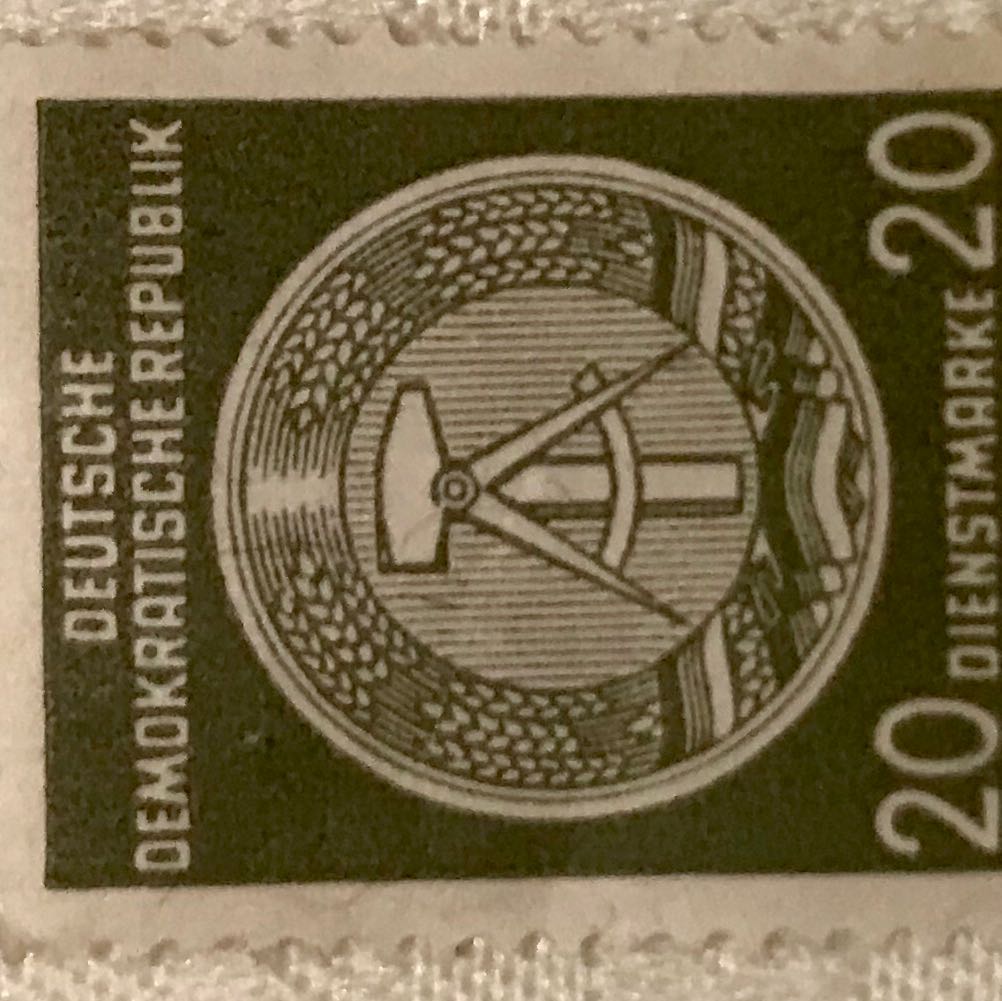 DEUTSCHE
DEMOKRATISCHE REPUBLIK
20 DIENSTMARKE 20